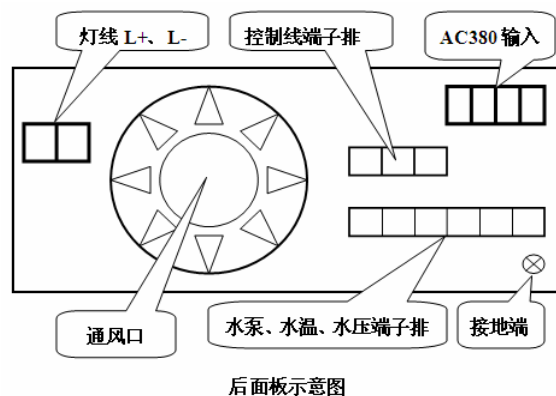 灯线 L+、L-
控制线端子排
AC380 输入
通风口
水泵、水温、水压端子排
接地端
后面板示意图